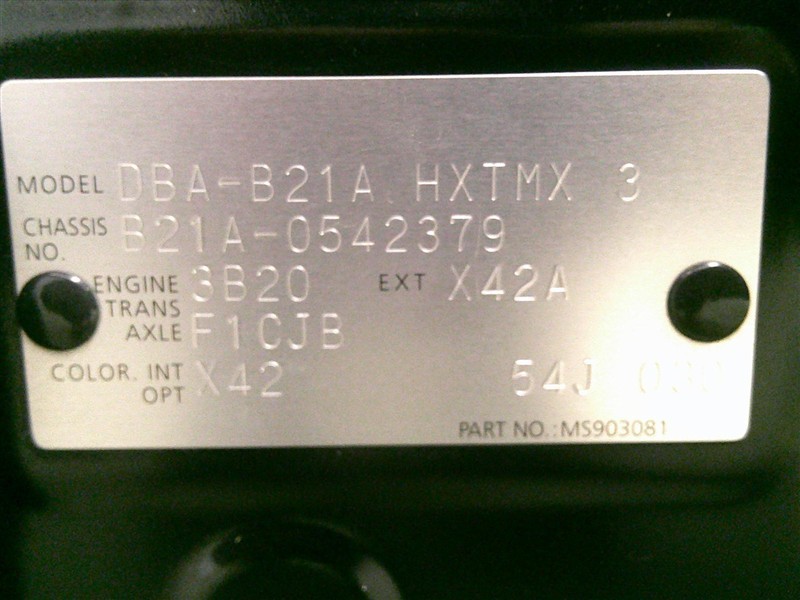 MODEL DBA-B21A HXTMX 3
CHASSIS NO. B21A-0542379
ENGINE 3B20 EXT X42A
TRANS AXLE F1CJB
COLOR. INT OPT X42 54J
PART NO.:MS903081